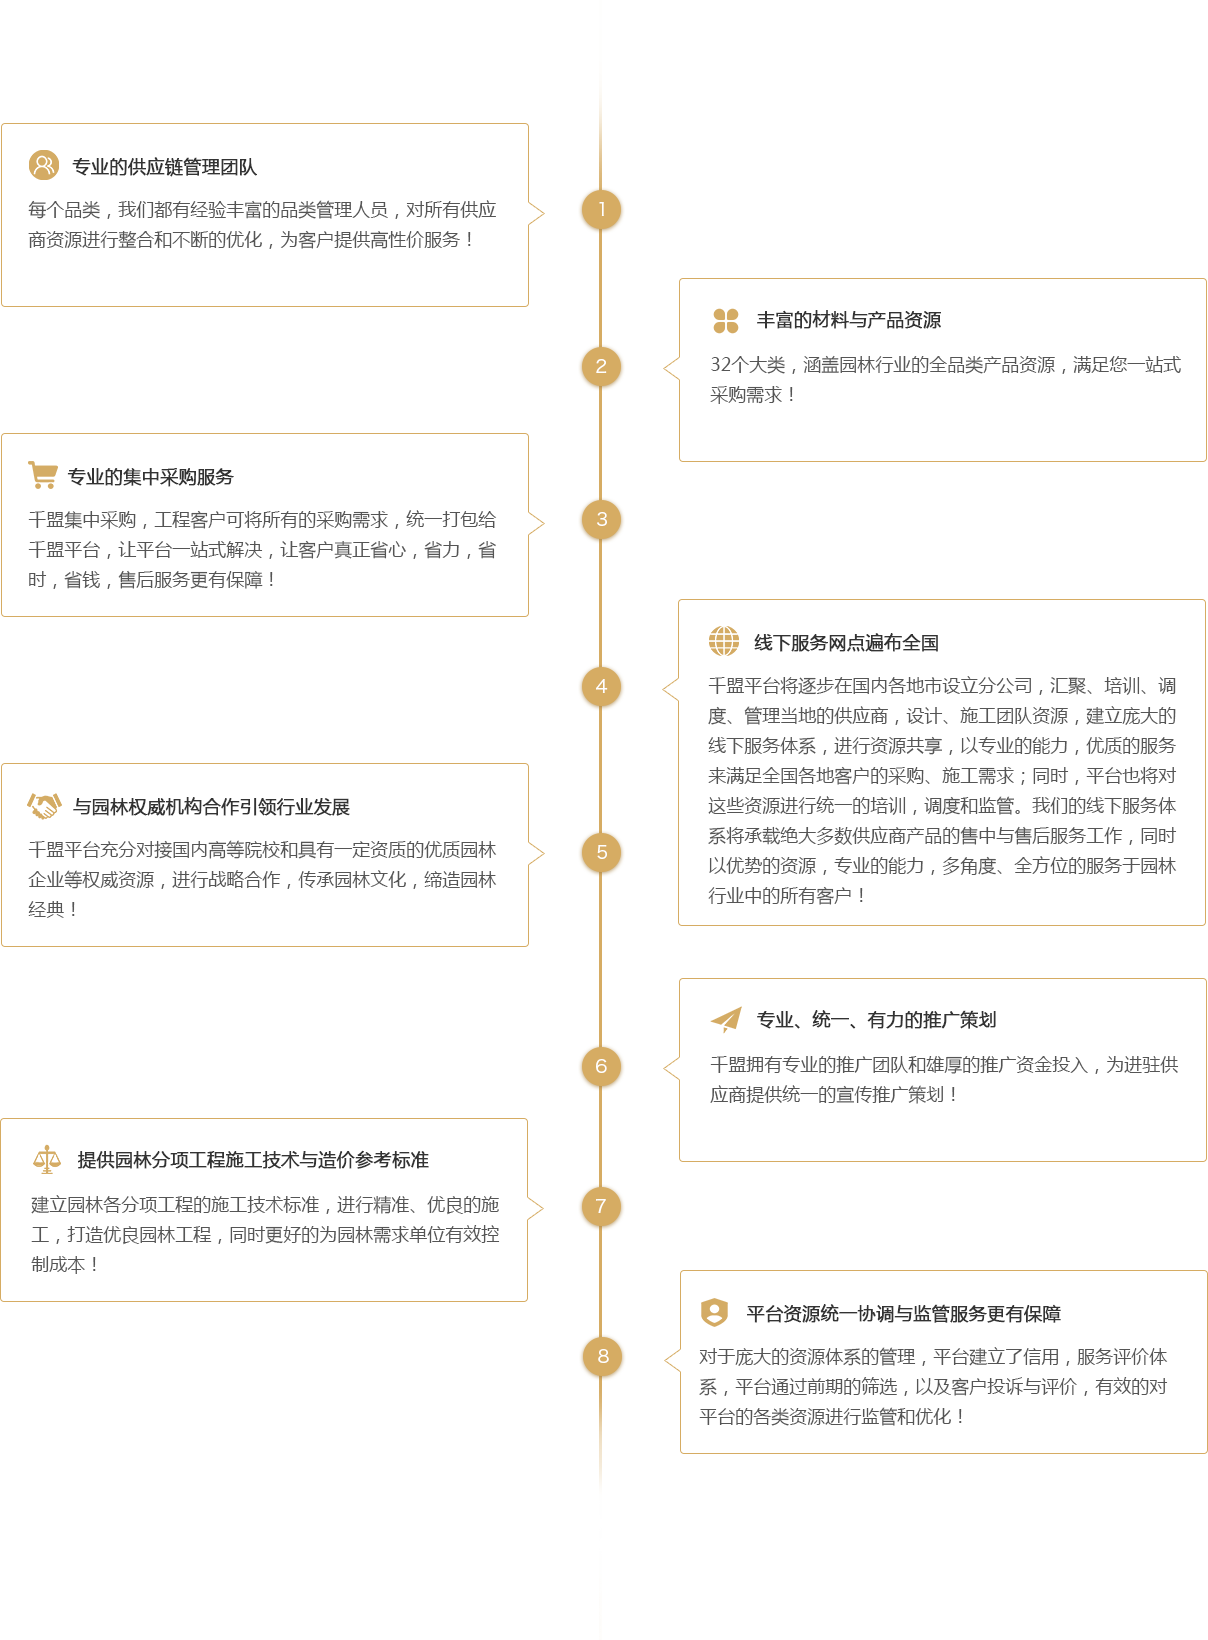 专业的供应链管理团队
每个品类，我们都有经验丰富的品类管理人员，对所有供应
商资源进行整合和不断的优化，为客户提供高性价服务！
1
丰富的材料与产品资源
32个大类，涵盖园林行业的全品类产品资源，满足您一站式
采购需求！
2
专业的集中采购服务
千盟集中采购，工程客户可将所有的采购需求，统一打包给
千盟平台，让平台一站式解决，让客户真正省心，省力，省
时，省钱，售后服务更有保障！
3
线下服务网点遍布全国
千盟平台将逐步在国内各地市设立分公司，汇聚、培训、调
度、管理当地的供应商，设计、施工团队资源，建立庞大的
线下服务体系，进行资源共享，以专业的能力，优质的服务
来满足全国各地客户的采购、施工需求；同时，平台也将对
这些资源进行统一的培训，调度和监管。我们的线下服务体
系将承载绝大多数供应商产品的售中与售后服务工作，同时
以优势的资源，专业的能力，多角度、全方位的服务于园林
行业中的所有客户！
4
与园林权威机构合作引领行业发展
千盟平台充分对接国内高等院校和具有一定资质的优质园林
企业等权威资源，进行战略合作，传承园林文化，缔造园林
经典！
5
专业、统一、有力的推广策划
千盟拥有专业的推广团队和雄厚的推广资金投入，为进驻供
应商提供统一的宣传推广策划！
6
提供园林分项工程施工技术与造价参考标准
建立园林各分项工程的施工技术标准，进行精准、优良的施
工，打造优良园林工程，同时更好的为园林需求单位有效控
制成本！
7
平台资源统一协调与监管服务更有保障
对于庞大的资源体系的管理，平台建立了信用，服务评价体
系，平台通过前期的筛选，以及客户投诉与评价，有效的对
平台的各类资源进行监管和优化！
8